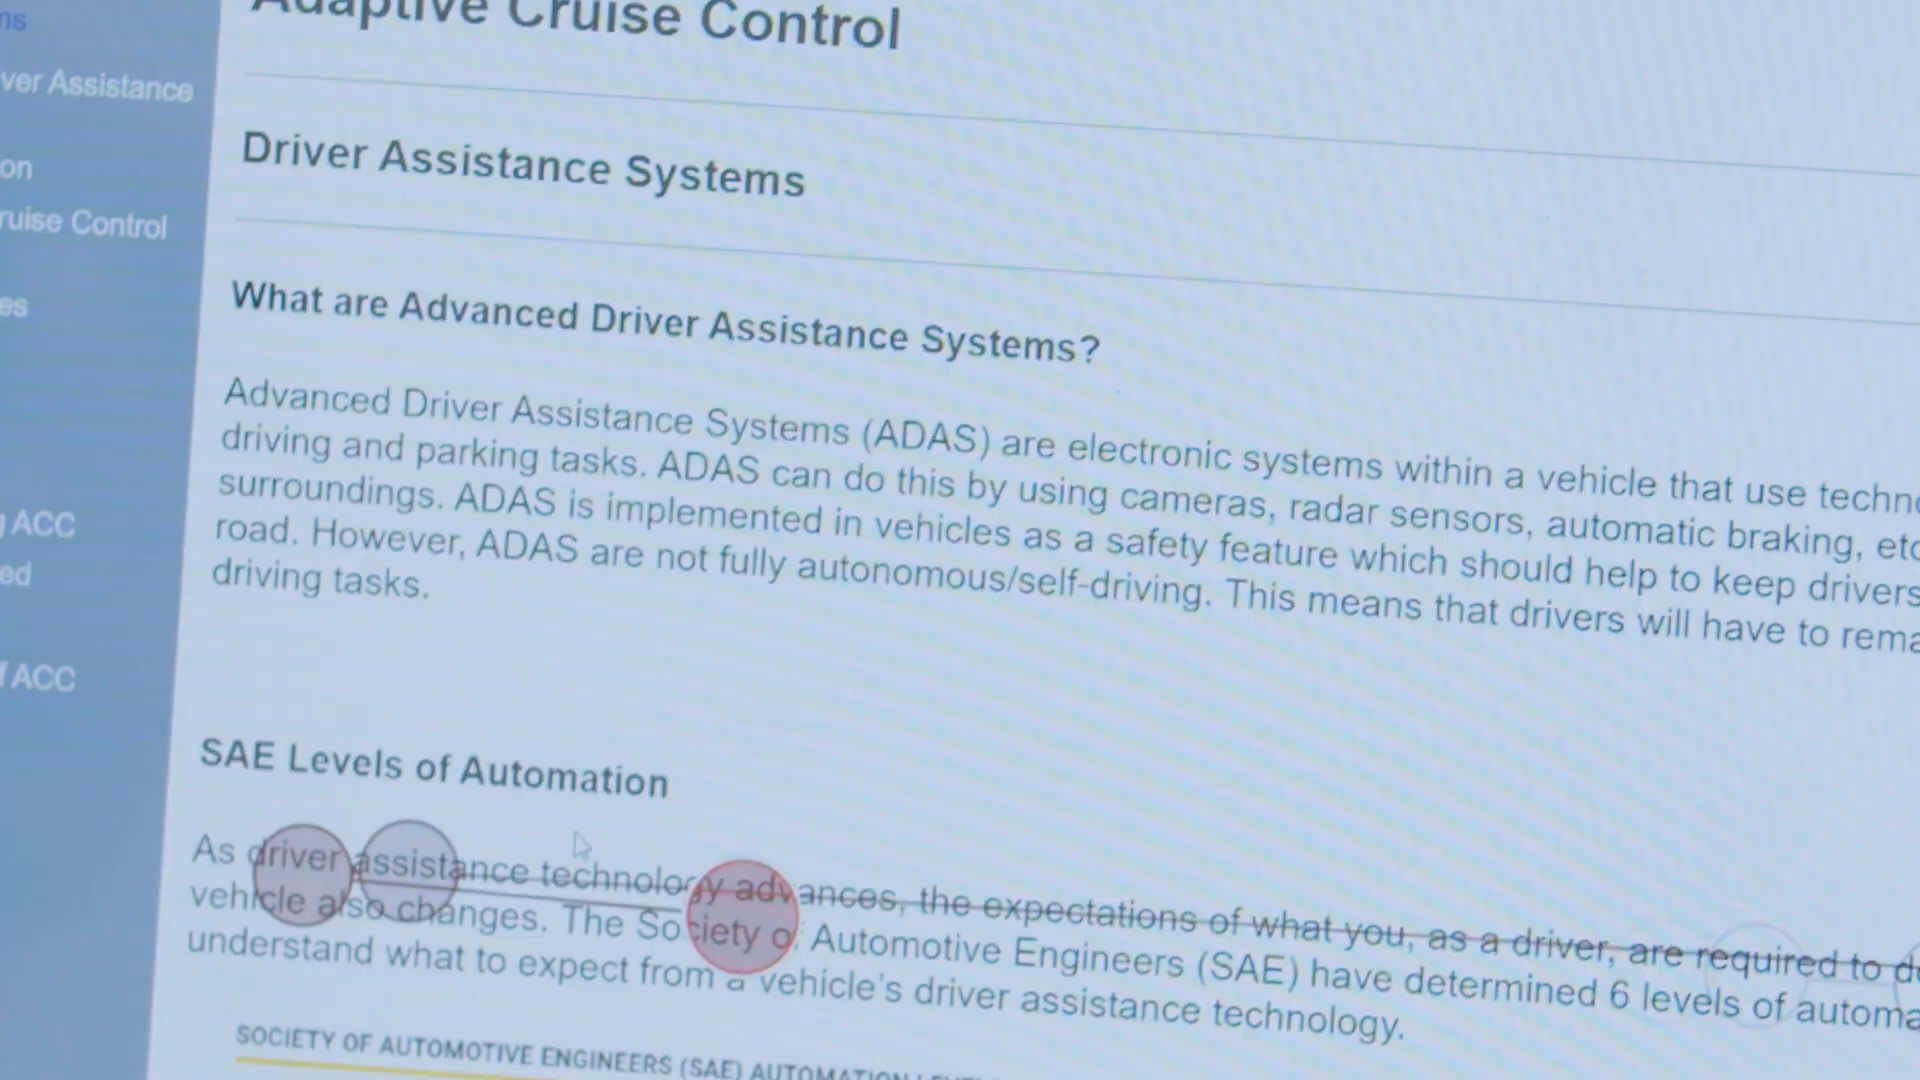 Adaptive Cruise Control
ns
ver Assistance
Driver Assistance Systems
on
ruise Control
What are Advanced Driver Assistance Systems?
es
Advanced Driver Assistance Systems (ADAS) are electronic systems within a vehicle that use techno
driving and parking tasks. ADAS can do this by using cameras, radar sensors, automatic braking, etc
surroundings. ADAS is implemented in vehicles as a safety feature which should help to keep drivers
road. However, ADAS are not fully autonomous/self-driving. This means that drivers will have to rema
driving tasks.
ACC
ed
ACC
SAE Levels of Automation
As driver assistance technology advances, the expectations of what you, as a driver, are required to do
vehicle also changes. The Society of Automotive Engineers (SAE) have determined 6 levels of automa
understand what to expect from a vehicle's driver assistance technology.
SOCIETY OF AUTOMOTIVE ENGINEERS (SAE) AUTOMATION LEVELS